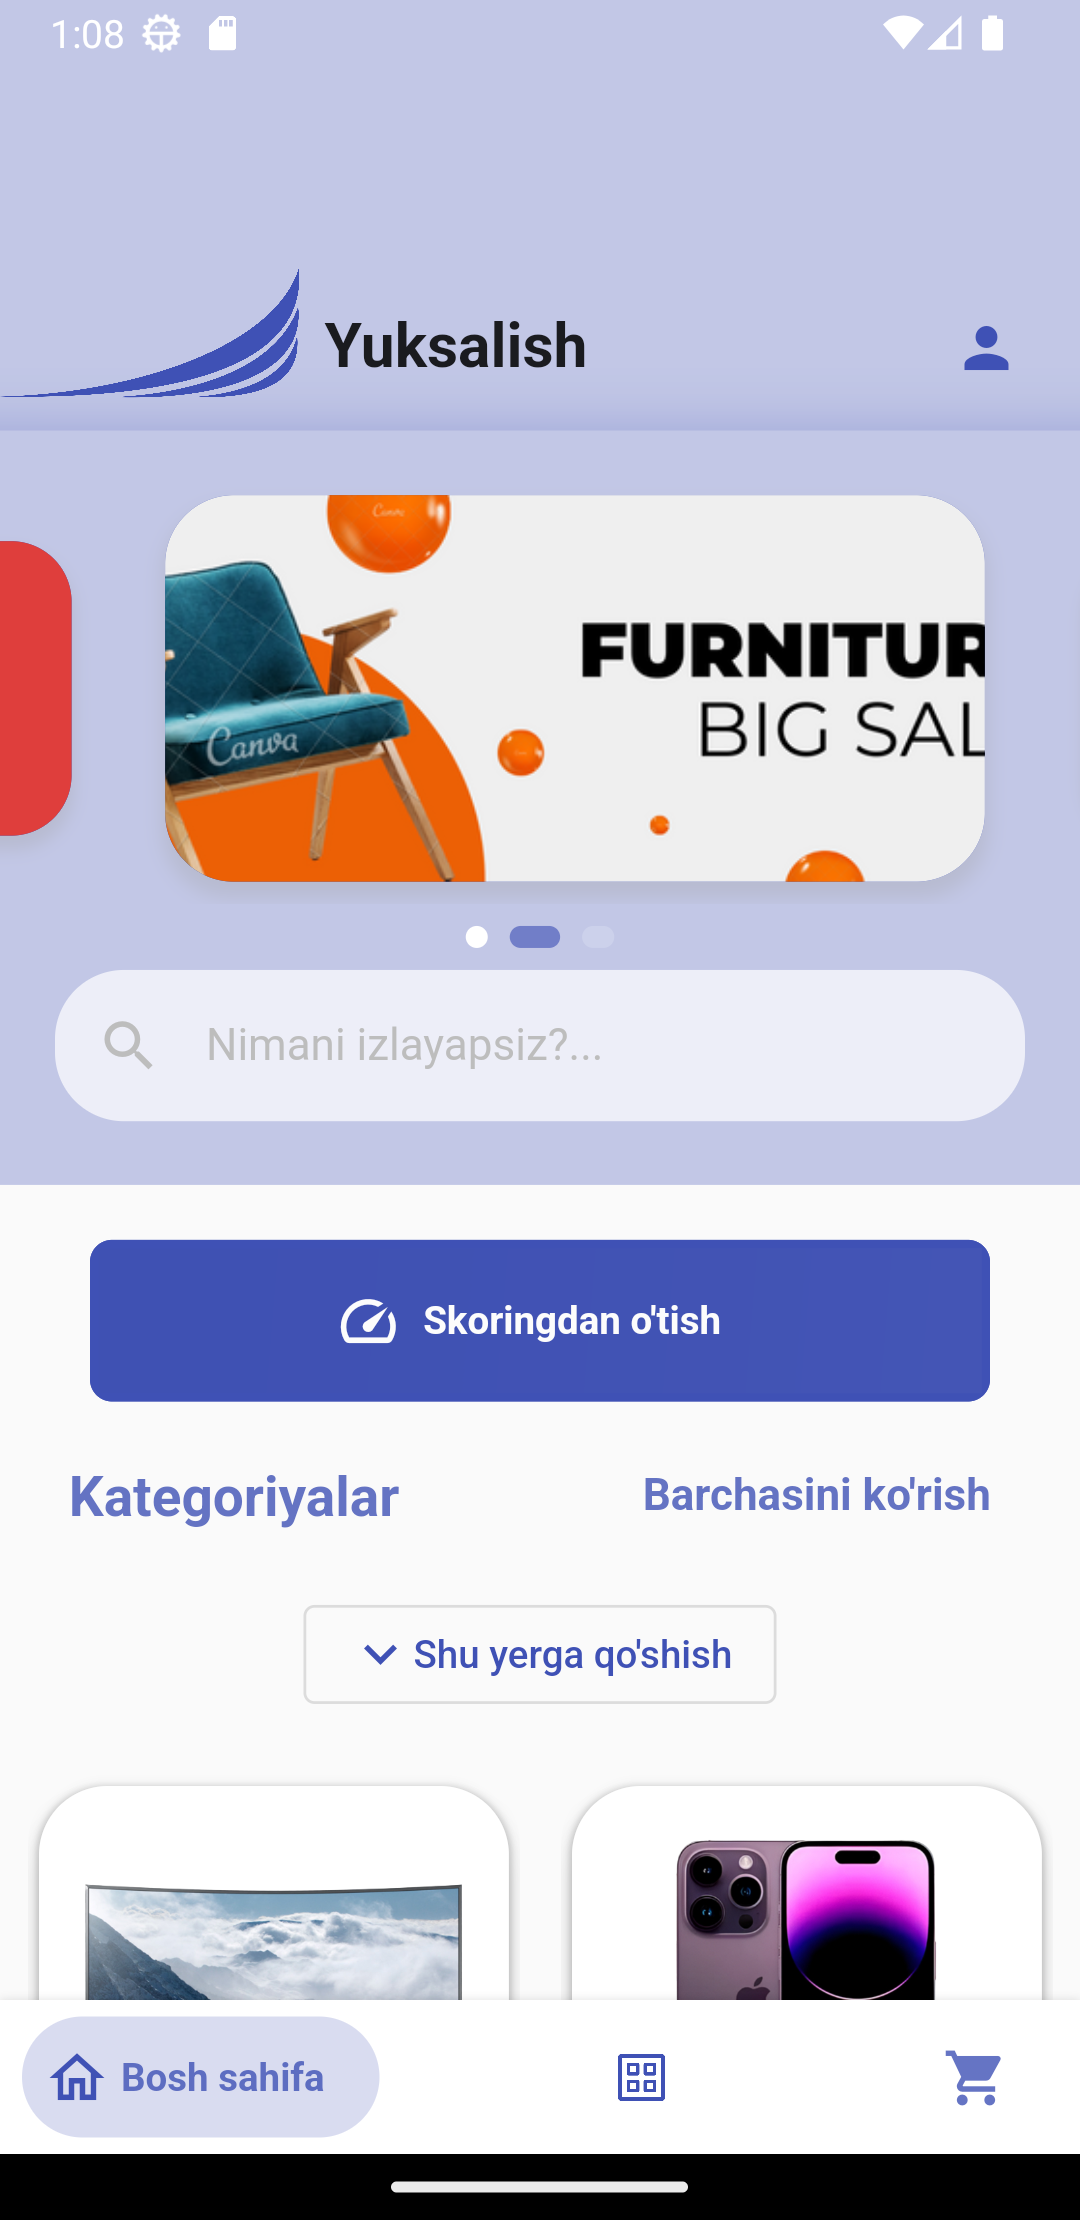 1:08
Yuksalish
Canva
FURNITUR
BIG SAL
Canva
Nimani izlayapsiz?...
Skoringdan o'tish
Kategoriyalar
Barchasini ko'rish
Shu yerga qo'shish
Bosh sahifa